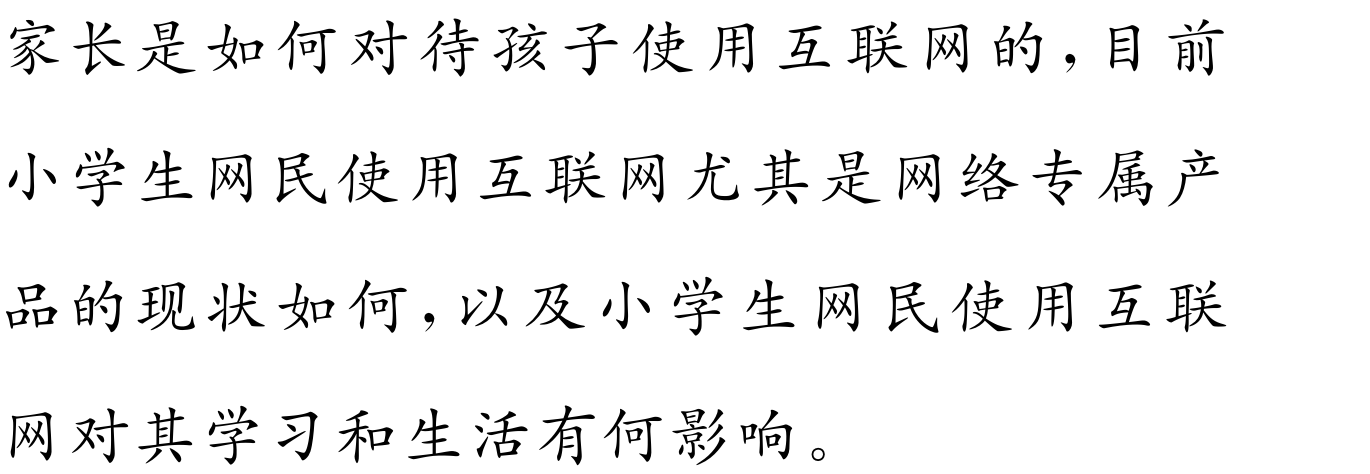 家长是如何对待孩子使用互联网的,目前
小学生网民使用互联网尤其是网络专属产
品的现状如何,以及小学生网民使用互联
网对其学习和生活有何影响。